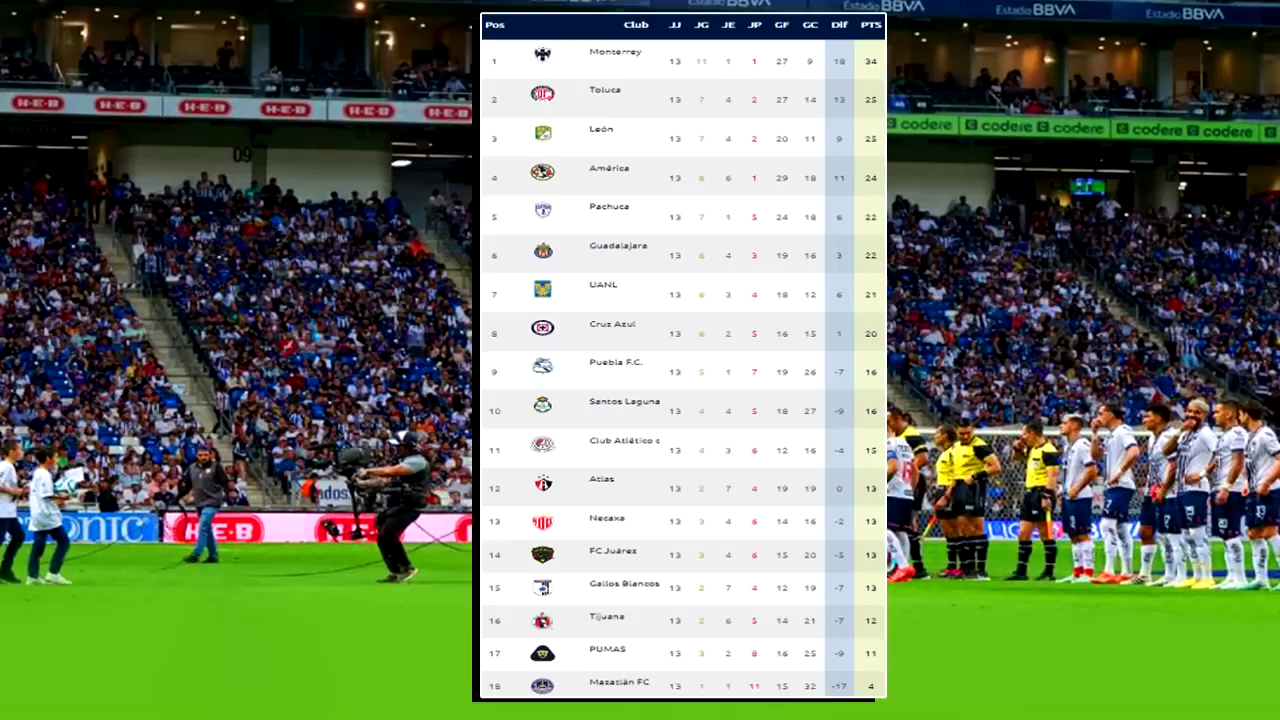 Estadio BBVA
Estadio BBVA
Estadio BBVA
H-E-B H-E-B H-E-B H-E-B H-E-B
codere codere codere codere
09
Pos Club JJ JG JE JP GF GC Dif PTS
1 Monterrey 13 11 1 1 27 9 18 34
2 Toluca 13 7 4 2 27 14 13 25
3 León 13 7 4 2 20 11 9 25
4 América 13 6 6 1 29 18 11 24
5 Pachuca 13 7 1 5 24 18 6 22
6 Guadalajara 13 6 4 3 19 16 3 22
7 UANL 13 6 3 4 18 12 6 21
8 Cruz Azul 13 6 2 5 16 15 1 20
9 Puebla F.C. 13 5 1 7 19 26 -7 16
10 Santos Laguna 13 4 4 5 18 27 -9 16
11 Club Atlético 13 4 3 6 12 16 -4 15
12 Atlas 13 2 7 4 19 19 0 13
13 Necaxa 13 3 4 6 14 16 -2 13
14 FC Juárez 13 3 4 6 15 20 -5 13
15 Gallos Blancos 13 2 7 4 12 19 -7 13
16 Tijuana 13 2 6 5 14 21 -7 12
17 PUMAS 13 3 2 8 16 25 -9 11
18 Mazatlán FC 13 1 1 11 15 32 -17 4
H-E-B